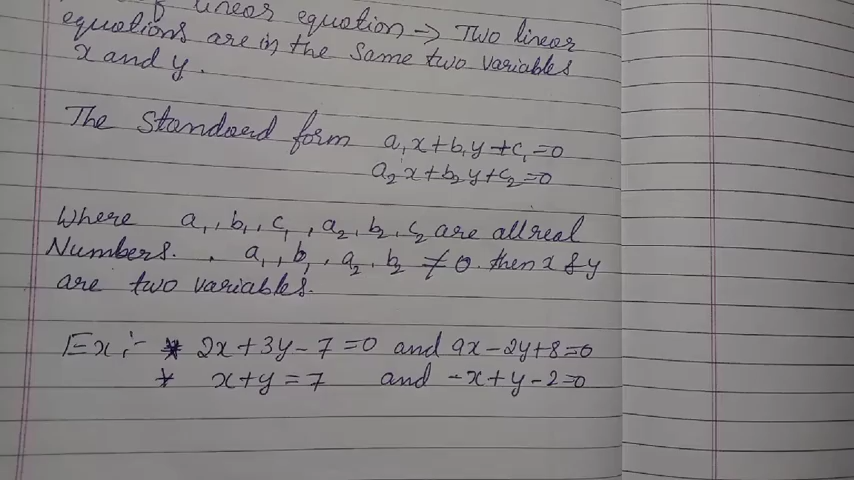 of linear equation → Two linear
equations are in the same two variables
x and y.
The Standard form a₁x + b₁y + c₁ = 0
a₂x + b₂y + c₂ = 0
Where a₁, b₁, c₁, a₂, b₂, c₂ are all real
Numbers. . a₁, b₁, a₂, b₂ ≠ 0. then x & y
are two variables.
Ex:- * 2x + 3y - 7 = 0 and 9x - 2y + 8 = 0
* x + y = 7 and -x + y - 2 = 0